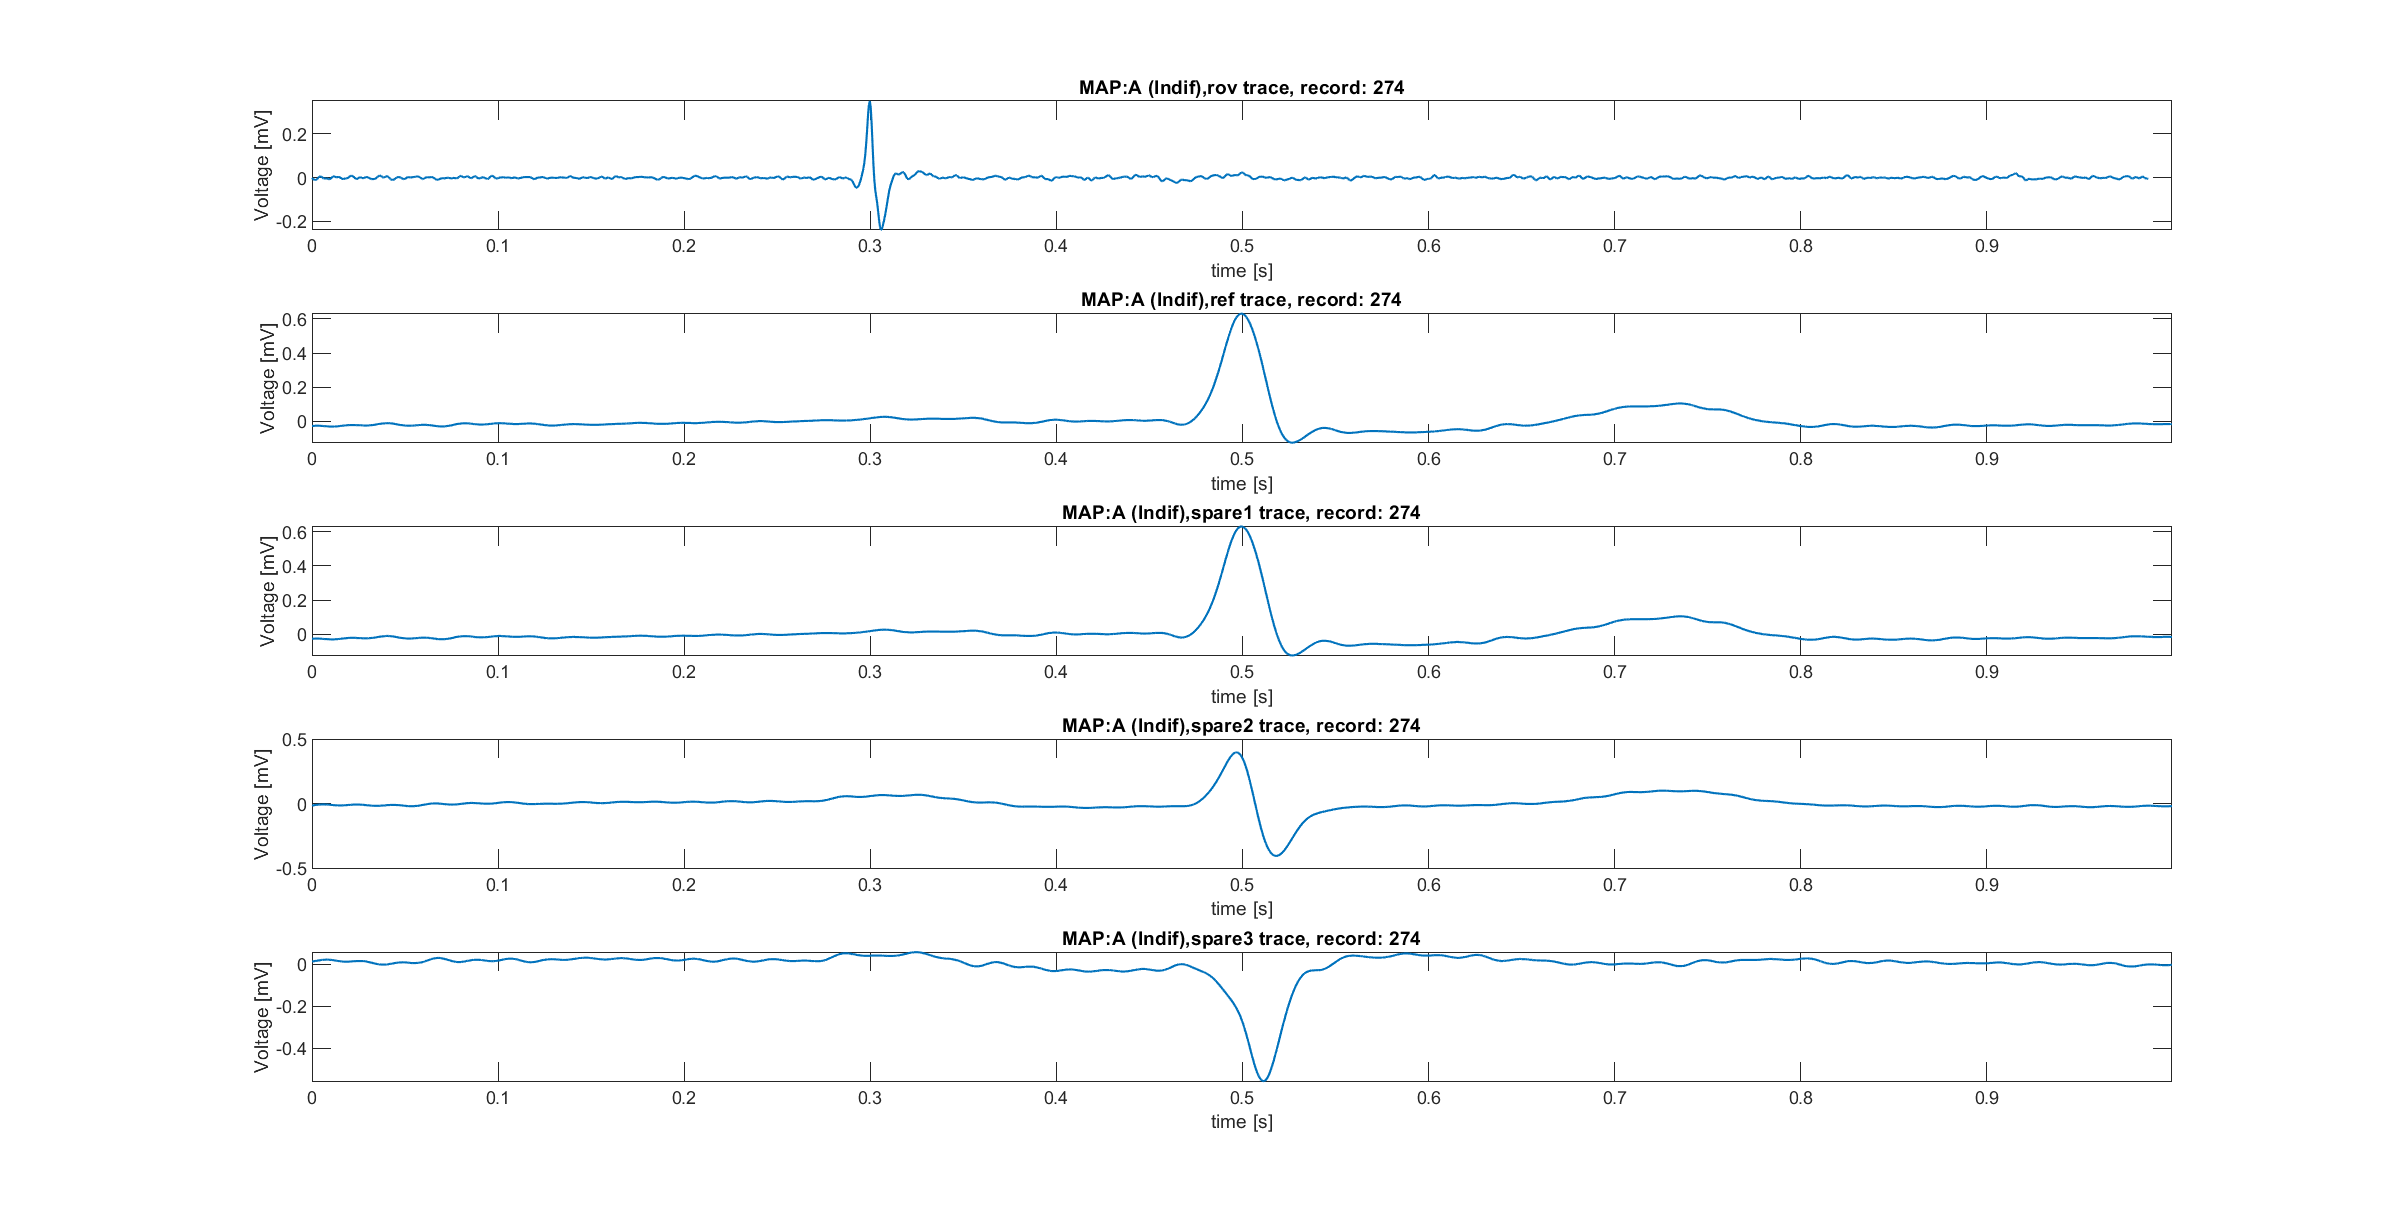 MAP:A (Indif),rov trace, record: 274
Voltage [mV]
0.2
0
-0.2
0 0.1 0.2 0.3 0.4 0.5 0.6 0.7 0.8 0.9
time [s]
MAP:A (Indif),ref trace, record: 274
Voltage [mV]
0.6
0.4
0.2
0
0 0.1 0.2 0.3 0.4 0.5 0.6 0.7 0.8 0.9
time [s]
MAP:A (Indif),spare1 trace, record: 274
Voltage [mV]
0.6
0.4
0.2
0
0 0.1 0.2 0.3 0.4 0.5 0.6 0.7 0.8 0.9
time [s]
MAP:A (Indif),spare2 trace, record: 274
Voltage [mV]
0.5
0
-0.5
0 0.1 0.2 0.3 0.4 0.5 0.6 0.7 0.8 0.9
time [s]
MAP:A (Indif),spare3 trace, record: 274
Voltage [mV]
0
-0.2
-0.4
0 0.1 0.2 0.3 0.4 0.5 0.6 0.7 0.8 0.9
time [s]